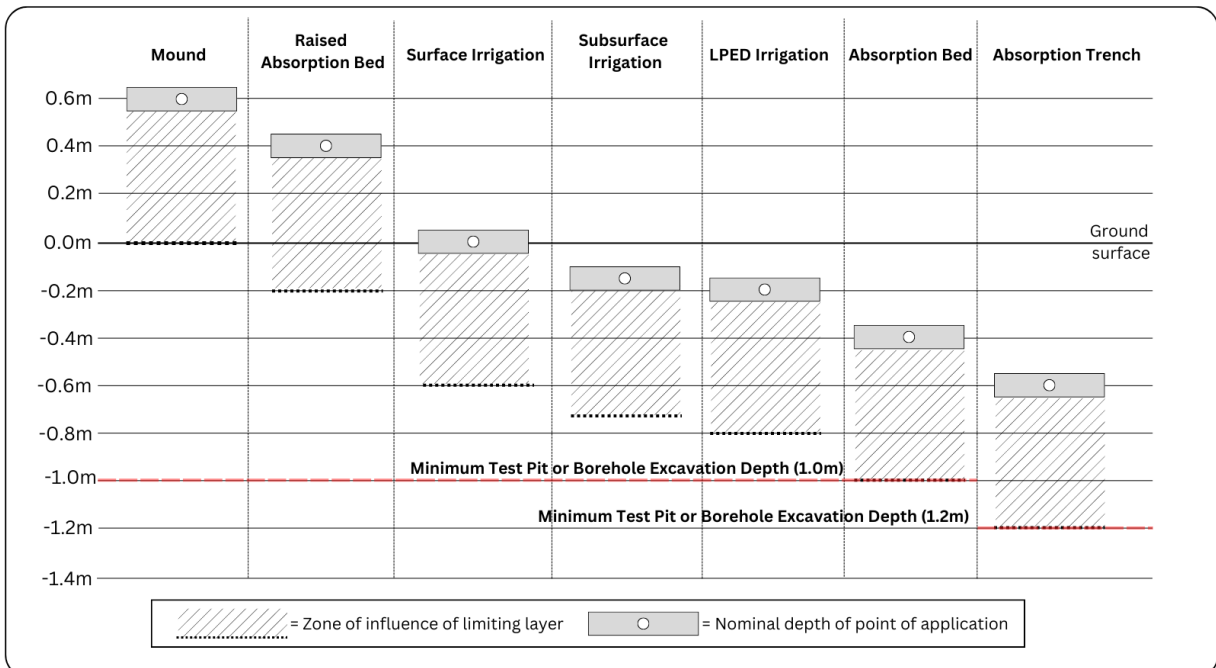 Mound
Raised
Absorption Bed
Surface Irrigation
Subsurface
Irrigation
LPED Irrigation
Absorption Bed
Absorption Trench
0.6m
0.4m
0.2m
0.0m
Ground
surface
-0.2m
-0.4m
-0.6m
-0.8m
Minimum Test Pit or Borehole Excavation Depth (1.0m)
-1.0m
Minimum Test Pit or Borehole Excavation Depth (1.2m)
-1.2m
-1.4m
= Zone of influence of limiting layer
= Nominal depth of point of application